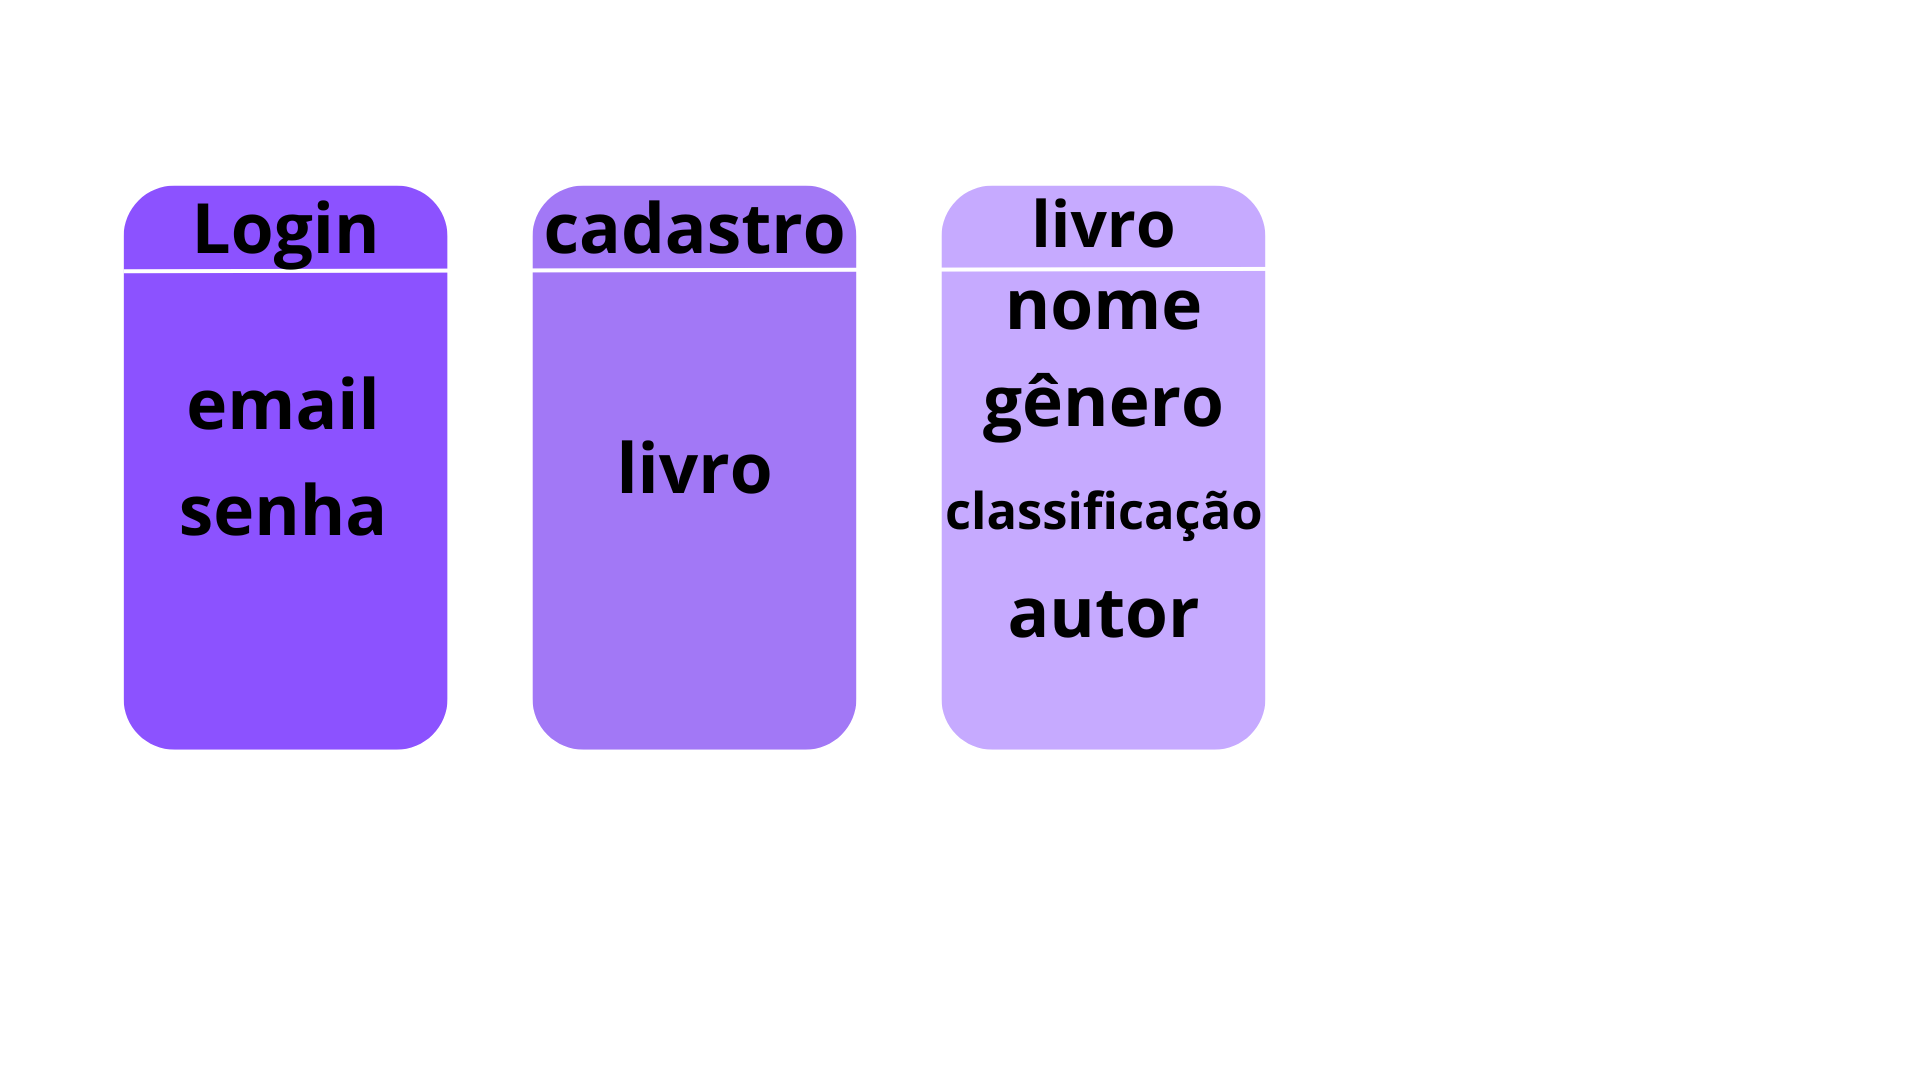 Login
email
senha
cadastro
livro
livro
nome
gênero
classificação
autor